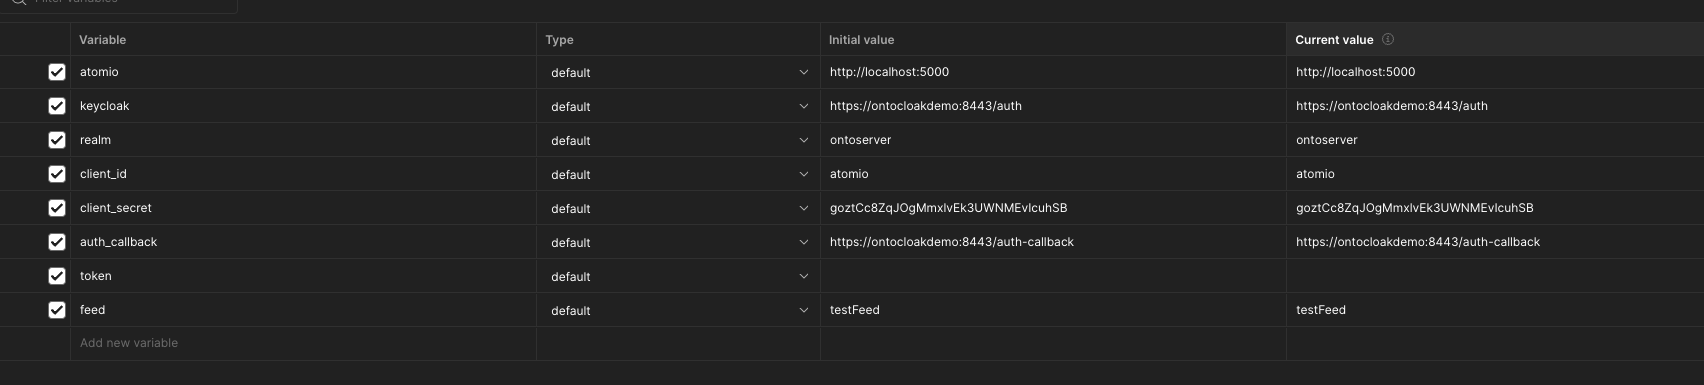 Filter variables
Variable Type Initial value Current value
atomio default http://localhost:5000 http://localhost:5000
keycloak default https://ontocloakdemo:8443/auth https://ontocloakdemo:8443/auth
realm default ontoserver ontoserver
client_id default atomio atomio
client_secret default goztCc8ZqJOgMmxlvEk3UWNMEvIcuhSB goztCc8ZqJOgMmxlvEk3UWNMEvIcuhSB
auth_callback default https://ontocloakdemo:8443/auth-callback https://ontocloakdemo:8443/auth-callback
token default
feed default testFeed testFeed
Add new variable